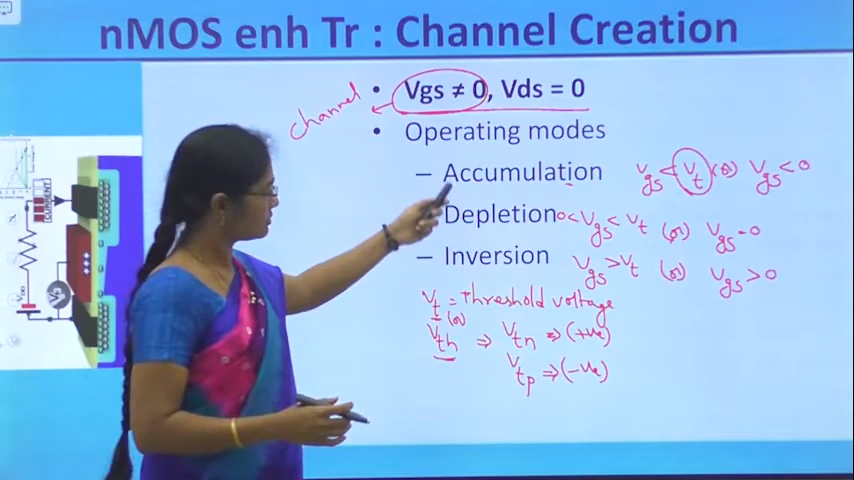 nMOS enh Tr : Channel Creation
channel
• Vgs ≠ 0, Vds = 0
• Operating modes
– Accumulation Vgs < Vt (or) Vgs < 0
Depletion 0 < Vgs < Vt (or) Vgs = 0
– Inversion Vgs > Vt (or) Vgs > 0
Vt = Threshold voltage
(or)
Vth ⇒ Vtn ⇒ (+ve)
Vtp ⇒ (-ve)
CURRENT
VDD